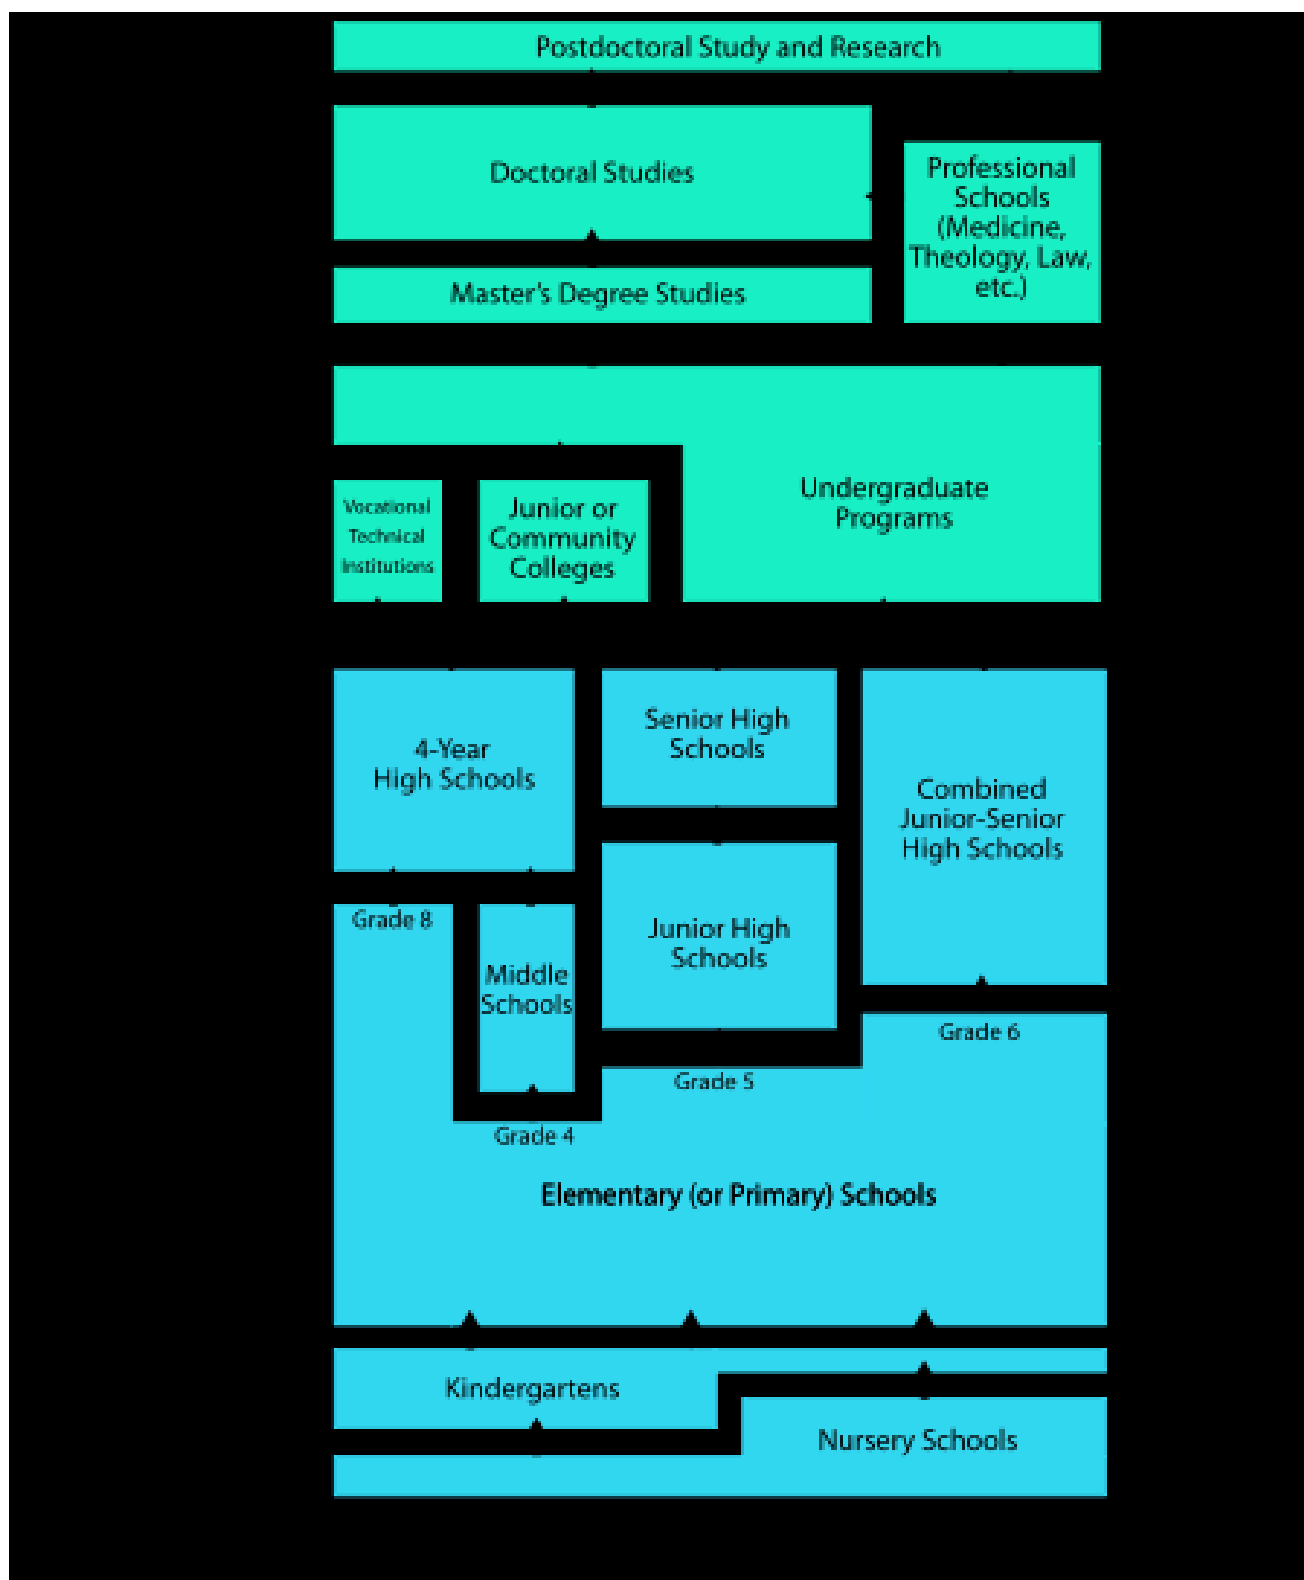 Postdoctoral Study and Research
Doctoral Studies
Professional
Schools
(Medicine,
Theology, Law,
etc.)
Master's Degree Studies
Undergraduate
Programs
Vocational
Technical
Institutions
Junior or
Community
Colleges
4-Year
High Schools
Senior High
Schools
Combined
Junior-Senior
High Schools
Grade 8
Middle
Schools
Junior High
Schools
Grade 6
Grade 5
Grade 4
Elementary (or Primary) Schools
Kindergartens
Nursery Schools